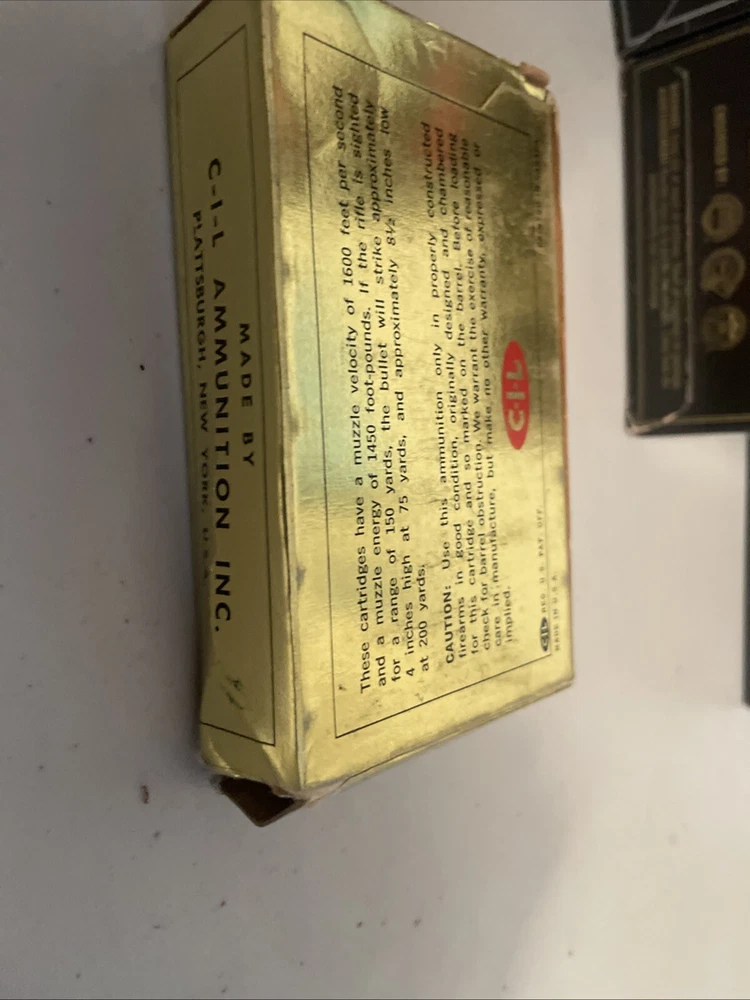 MADE BY
C-I-L AMMUNITION INC.
PLATTSBURGH, NEW YORK, U.S.A.
These cartridges have a muzzle velocity of 1600 feet per second
and a muzzle energy of 1450 foot-pounds. If the rifle is sighted
for a range of 150 yards, the bullet will strike approximately
4 inches high at 75 yards, and approximately 8½ inches low
at 200 yards.
CAUTION: Use this ammunition only in properly constructed
firearms in good condition, originally designed and chambered
for this cartridge and so marked on the barrel. Before loading
check for barrel obstruction. We warrant the exercise of reasonable
care in manufacture, but make no other warranty, expressed or
implied.
C-I-L
CIL REG. U.S. PAT. OFF.
MADE IN U.S.A.